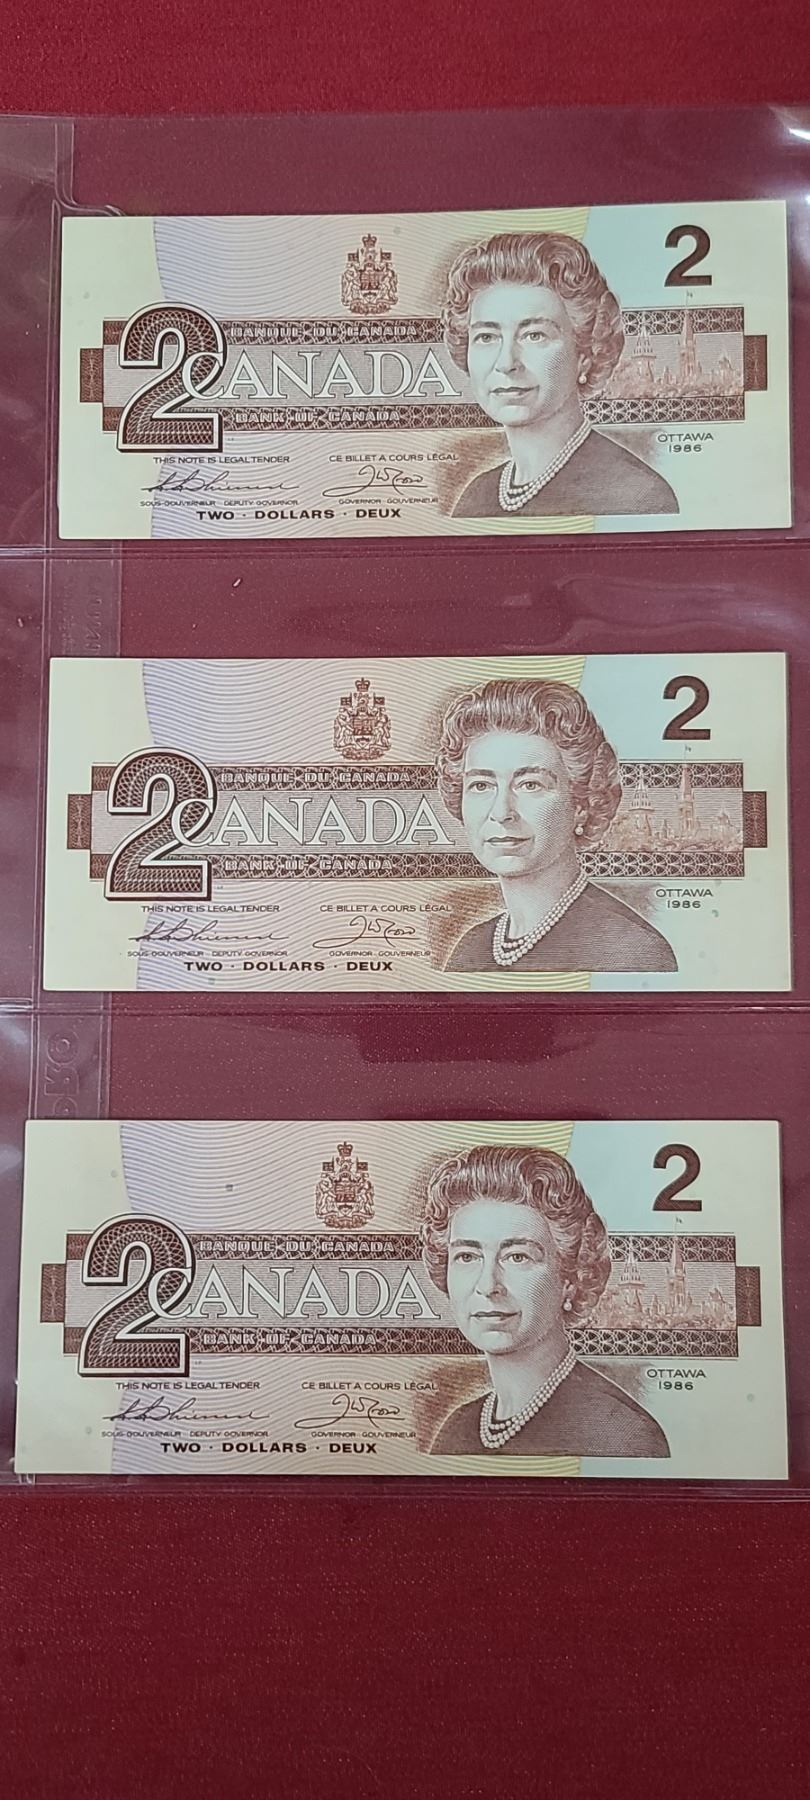 2
BANQUE DU CANADA
2 CANADA
BANK OF CANADA
OTTAWA
1986
THIS NOTE IS LEGAL TENDER CE BILLET A COURS LÉGAL
SOUS-GOUVERNEUR DEPUTY-GOVERNOR GOVERNOR-GOUVERNEUR
TWO · DOLLARS · DEUX
2
BANQUE DU CANADA
2 CANADA
BANK OF CANADA
OTTAWA
1986
THIS NOTE IS LEGAL TENDER CE BILLET A COURS LÉGAL
SOUS-GOUVERNEUR DEPUTY-GOVERNOR GOVERNOR-GOUVERNEUR
TWO · DOLLARS · DEUX
2
BANQUE DU CANADA
2 CANADA
BANK OF CANADA
OTTAWA
1986
THIS NOTE IS LEGAL TENDER CE BILLET A COURS LÉGAL
SOUS-GOUVERNEUR DEPUTY-GOVERNOR GOVERNOR-GOUVERNEUR
TWO · DOLLARS · DEUX